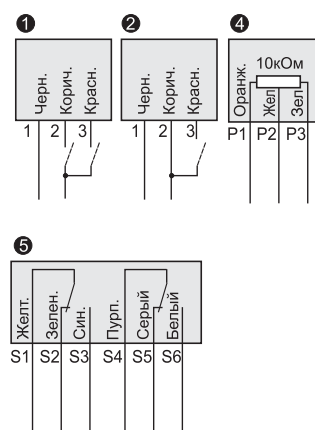 1
Черн.
Корич.
Красн.
1 2 3
2
Черн.
Корич.
Красн.
1 2 3
4
10кОм
Оранж.
Жел
Зел
P1 P2 P3
5
Желт.
Зелен.
Син.
Пурп.
Серый
Белый
S1 S2 S3 S4 S5 S6